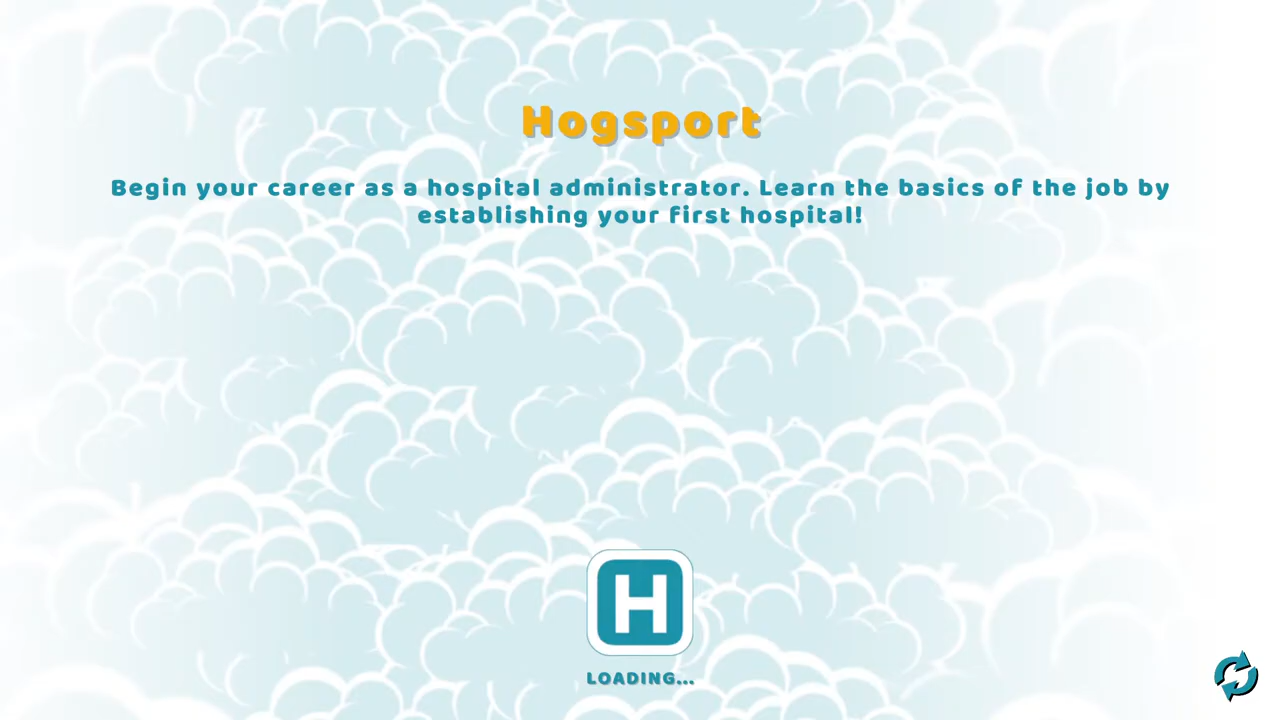 Hogsport
Begin your career as a hospital administrator. Learn the basics of the job by
establishing your first hospital!
H
LOADING...